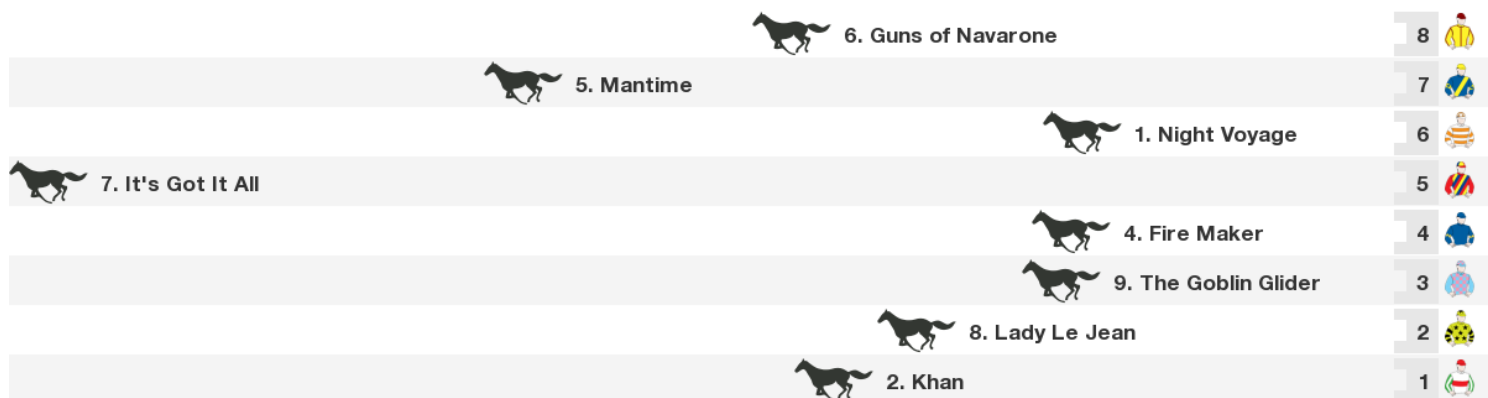 6. Guns of Navarone 8
5. Mantime 7
1. Night Voyage 6
7. It's Got It All 5
4. Fire Maker 4
9. The Goblin Glider 3
8. Lady Le Jean 2
2. Khan 1